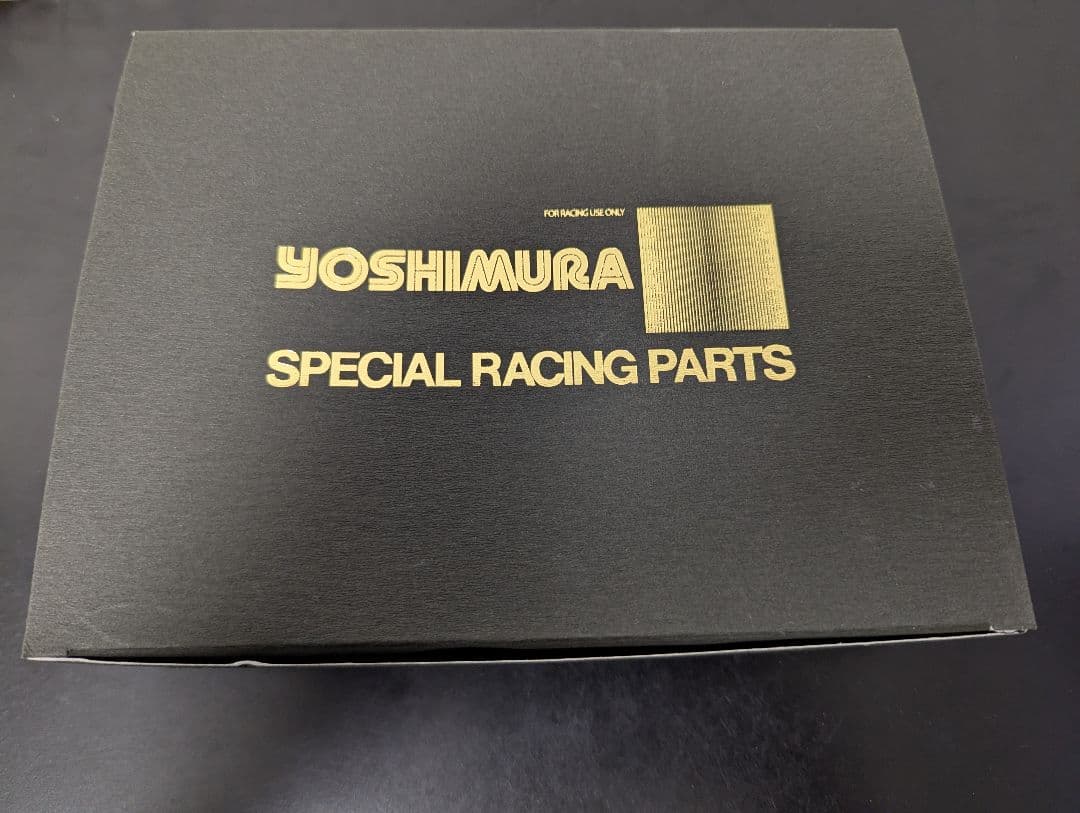 FOR RACING USE ONLY
YOSHIMURA
SPECIAL RACING PARTS